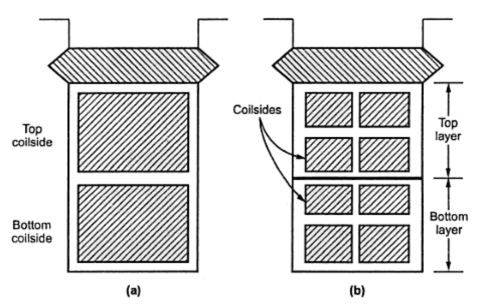 Top
coilside
Bottom
coilside
(a)
Coilsides
Top
layer
Bottom
layer
(b)